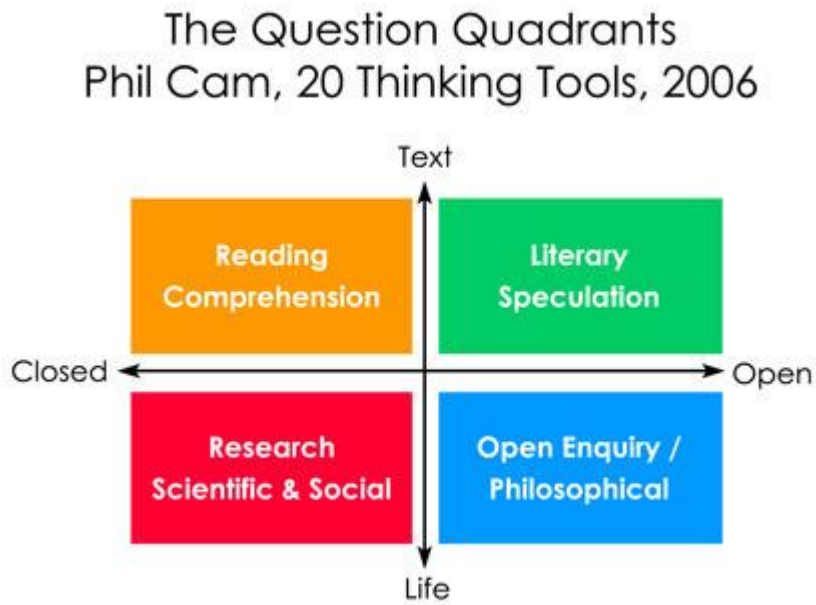 The Question Quadrants
Phil Cam, 20 Thinking Tools, 2006
Text
Reading
Comprehension
Literary
Speculation
Closed
Open
Research
Scientific & Social
Open Enquiry /
Philosophical
Life